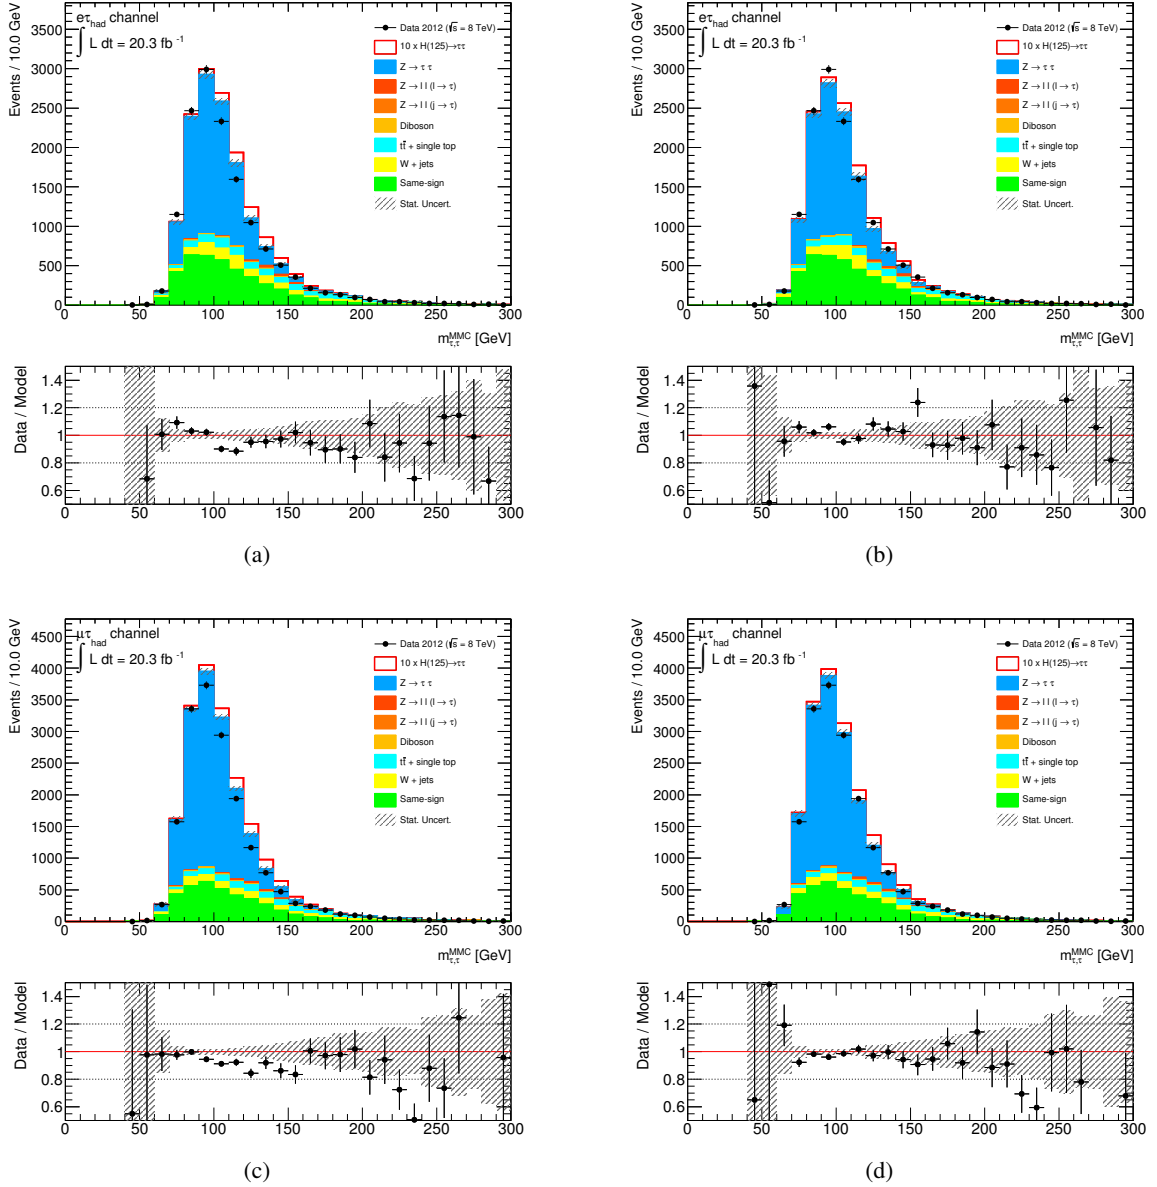 eτhad channel
∫ L dt = 20.3 fb-1
Data 2012 (√s = 8 TeV)
10 x H(125)→ττ
Z → τ τ
Z → l l (l → τ)
Z → l l (j → τ)
Diboson
tt̄ + single top
W + jets
Same-sign
Stat. Uncert.
Events / 10.0 GeV
3500
3000
2500
2000
1500
1000
500
0
0 50 100 150 200 250 300
mMMCτ,τ [GeV]
Data / Model
1.4
1.2
1
0.8
0.6
0 50 100 150 200 250 300
(a)
eτhad channel
∫ L dt = 20.3 fb-1
Data 2012 (√s = 8 TeV)
10 x H(125)→ττ
Z → τ τ
Z → l l (l → τ)
Z → l l (j → τ)
Diboson
tt̄ + single top
W + jets
Same-sign
Stat. Uncert.
Events / 10.0 GeV
3500
3000
2500
2000
1500
1000
500
0
0 50 100 150 200 250 300
mMMCτ,τ [GeV]
Data / Model
1.4
1.2
1
0.8
0.6
0 50 100 150 200 250 300
(b)
μτhad channel
∫ L dt = 20.3 fb-1
Data 2012 (√s = 8 TeV)
10 x H(125)→ττ
Z → τ τ
Z → l l (l → τ)
Z → l l (j → τ)
Diboson
tt̄ + single top
W + jets
Same-sign
Stat. Uncert.
Events / 10.0 GeV
4500
4000
3500
3000
2500
2000
1500
1000
500
0
0 50 100 150 200 250 300
mMMCτ,τ [GeV]
Data / Model
1.4
1.2
1
0.8
0.6
0 50 100 150 200 250 300
(c)
μτhad channel
∫ L dt = 20.3 fb-1
Data 2012 (√s = 8 TeV)
10 x H(125)→ττ
Z → τ τ
Z → l l (l → τ)
Z → l l (j → τ)
Diboson
tt̄ + single top
W + jets
Same-sign
Stat. Uncert.
Events / 10.0 GeV
4500
4000
3500
3000
2500
2000
1500
1000
500
0
0 50 100 150 200 250 300
mMMCτ,τ [GeV]
Data / Model
1.4
1.2
1
0.8
0.6
0 50 100 150 200 250 300
(d)